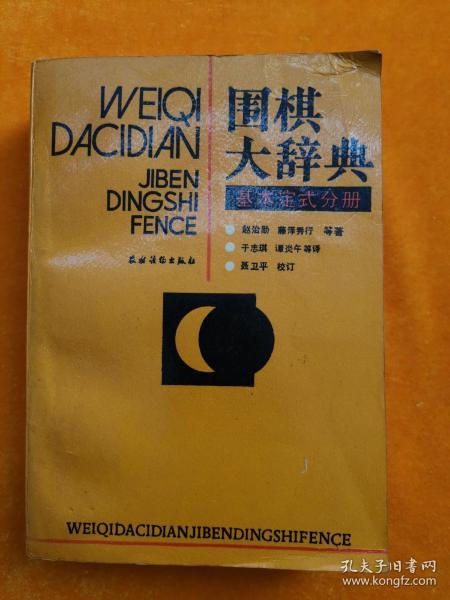 WEIQI
DACIDIAN
JIBEN
DINGSHI
FENCE
围棋
大辞典
基本定式分册
赵治勋 藤泽秀行 等著
于志琪 谭炎午等译
聂卫平 校订
WEIQIDACIDIANJIBENDINGSHIFENCE
孔夫子旧书网
www.kongfz.com